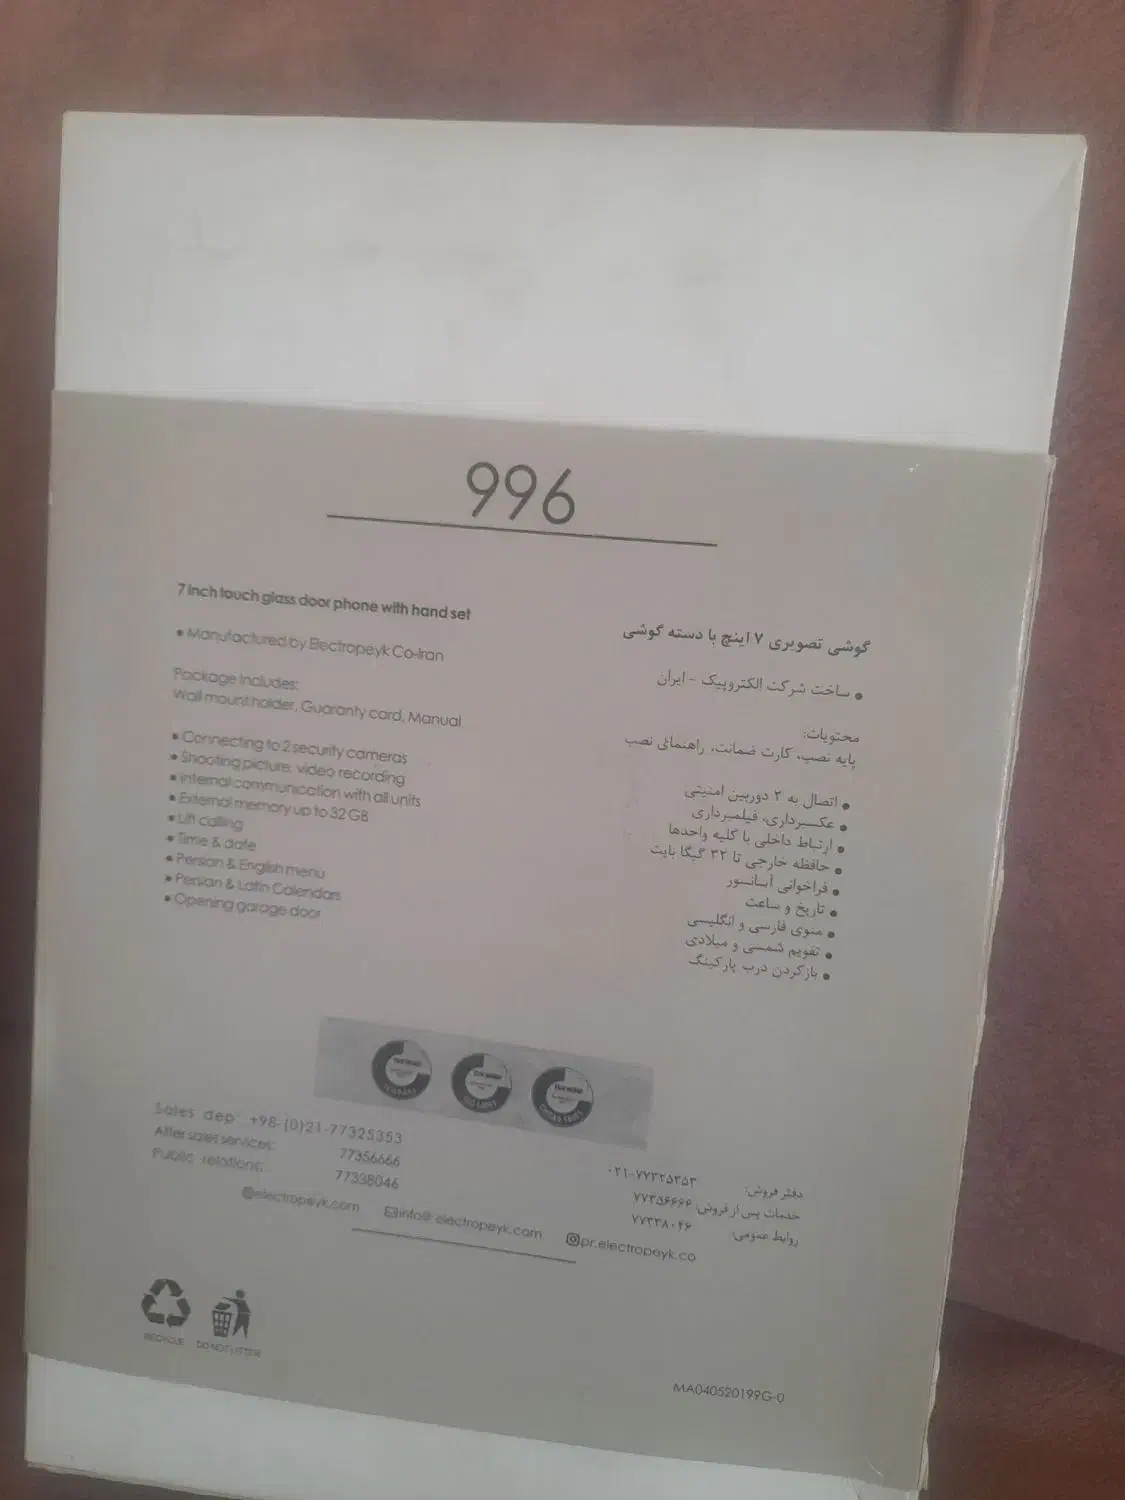 996
7 inch touch glass door phone with hand set
• Manufactured by Electropeyk Co-Iran
Package Includes:
Wall mount holder, Guaranty card, Manual
• Connecting to 2 security cameras
• Shooting picture, video recording
• Internal communication with all units
• External memory up to 32 GB
• Lift calling
• Time & date
• Persian & English menu
• Persian & Latin Calendars
• Opening garage door
گوشی تصویری ۷ اینچ با دسته گوشی
• ساخت شرکت الکتروپیک - ایران
محتویات:
پایه نصب، کارت ضمانت، راهنمای نصب
• اتصال به ۲ دوربین امنیتی
• عکسبرداری، فیلمبرداری
• ارتباط داخلی با کلیه واحدها
• حافظه خارجی تا ۳۲ گیگا بایت
• فراخوانی آسانسور
• تاریخ و ساعت
• منوی فارسی و انگلیسی
• تقویم شمسی و میلادی
• بازکردن درب پارکینگ
Sales dep: +98-(0)21-77325353
After sales services: 77356666
Public relations: 77338046
دفتر فروش: ۰۲۱-۷۷۳۲۵۳۵۳
خدمات پس از فروش: ۷۷۳۵۶۶۶۶
روابط عمومی: ۷۷۳۳۸۰۴۶
electropeyk.com
info@electropeyk.com
pr.electropeyk.co
RECYCLE
DO NOT LITTER
MA040520199G-0